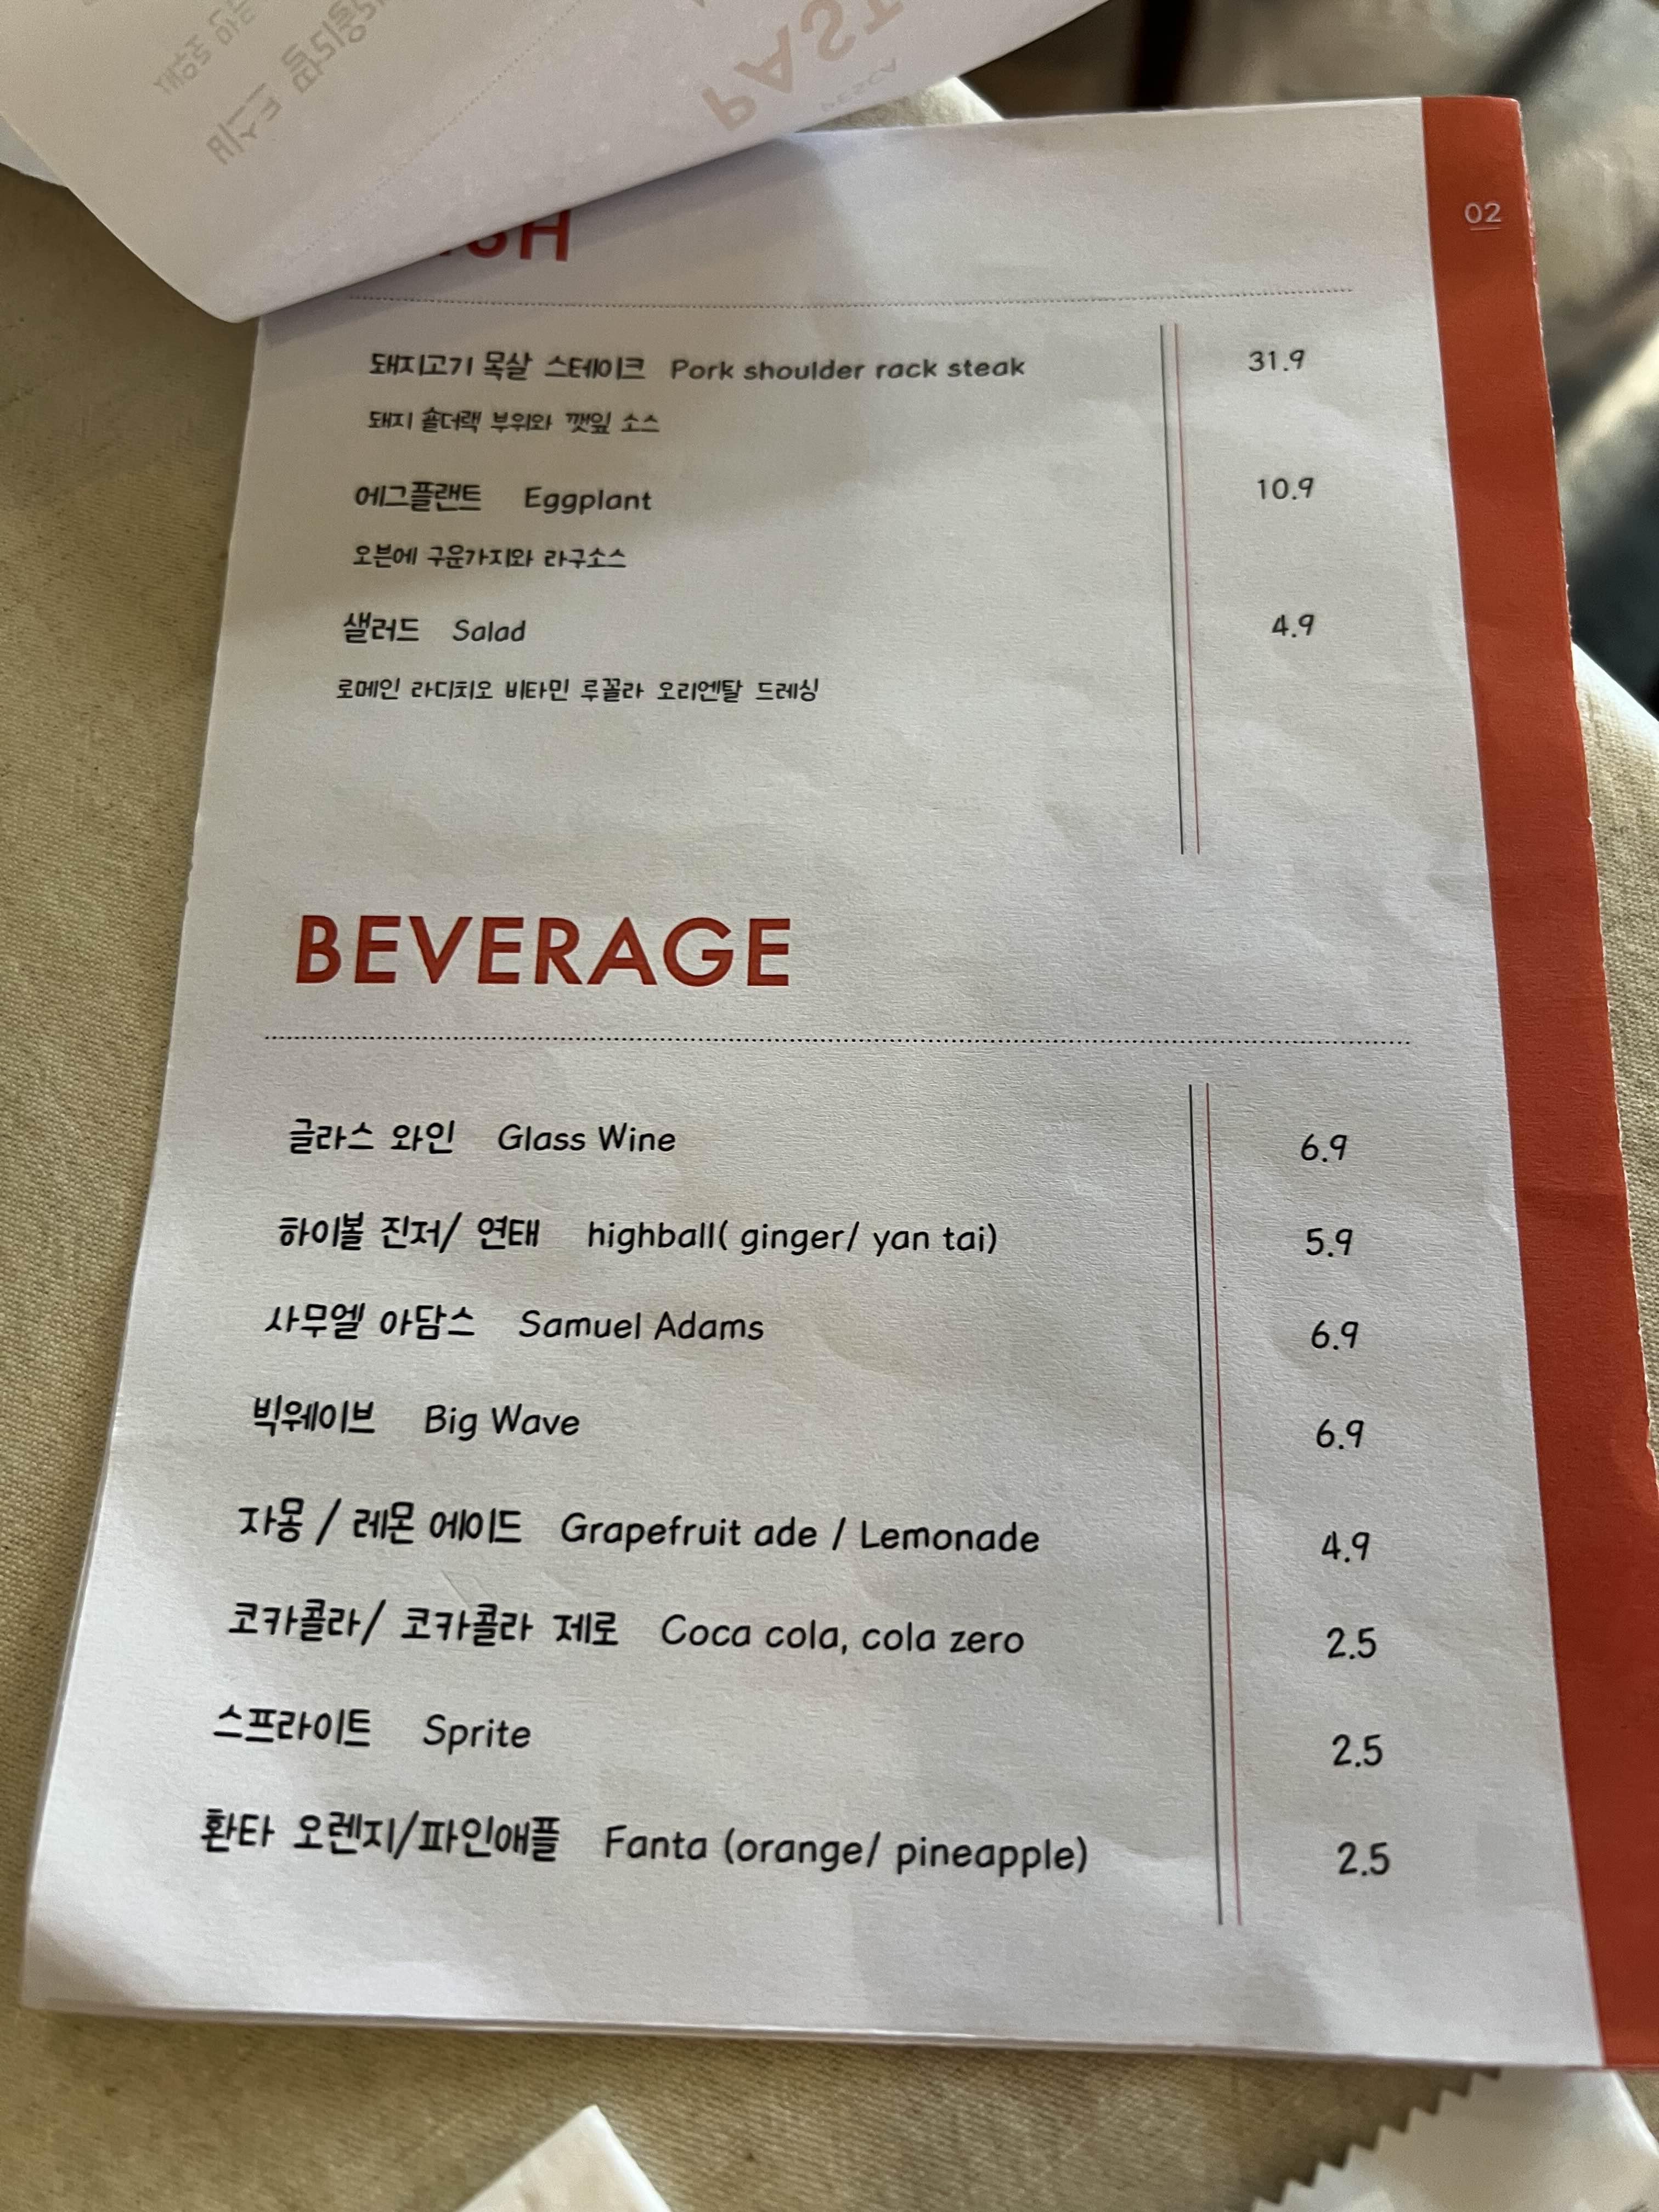 SH
02
돼지고기 목살 스테이크 Pork shoulder rack steak 31.9
돼지 숄더랙 부위와 깻잎 소스
에그플랜트 Eggplant 10.9
오븐에 구운가지와 라구소스
샐러드 Salad 4.9
로메인 라디치오 비타민 루꼴라 오리엔탈 드레싱
BEVERAGE
글라스 와인 Glass Wine 6.9
하이볼 진저/ 연태 highball( ginger/ yan tai) 5.9
사무엘 아담스 Samuel Adams 6.9
빅웨이브 Big Wave 6.9
자몽 / 레몬 에이드 Grapefruit ade / Lemonade 4.9
코카콜라/ 코카콜라 제로 Coca cola, cola zero 2.5
스프라이트 Sprite 2.5
환타 오렌지/파인애플 Fanta (orange/ pineapple) 2.5